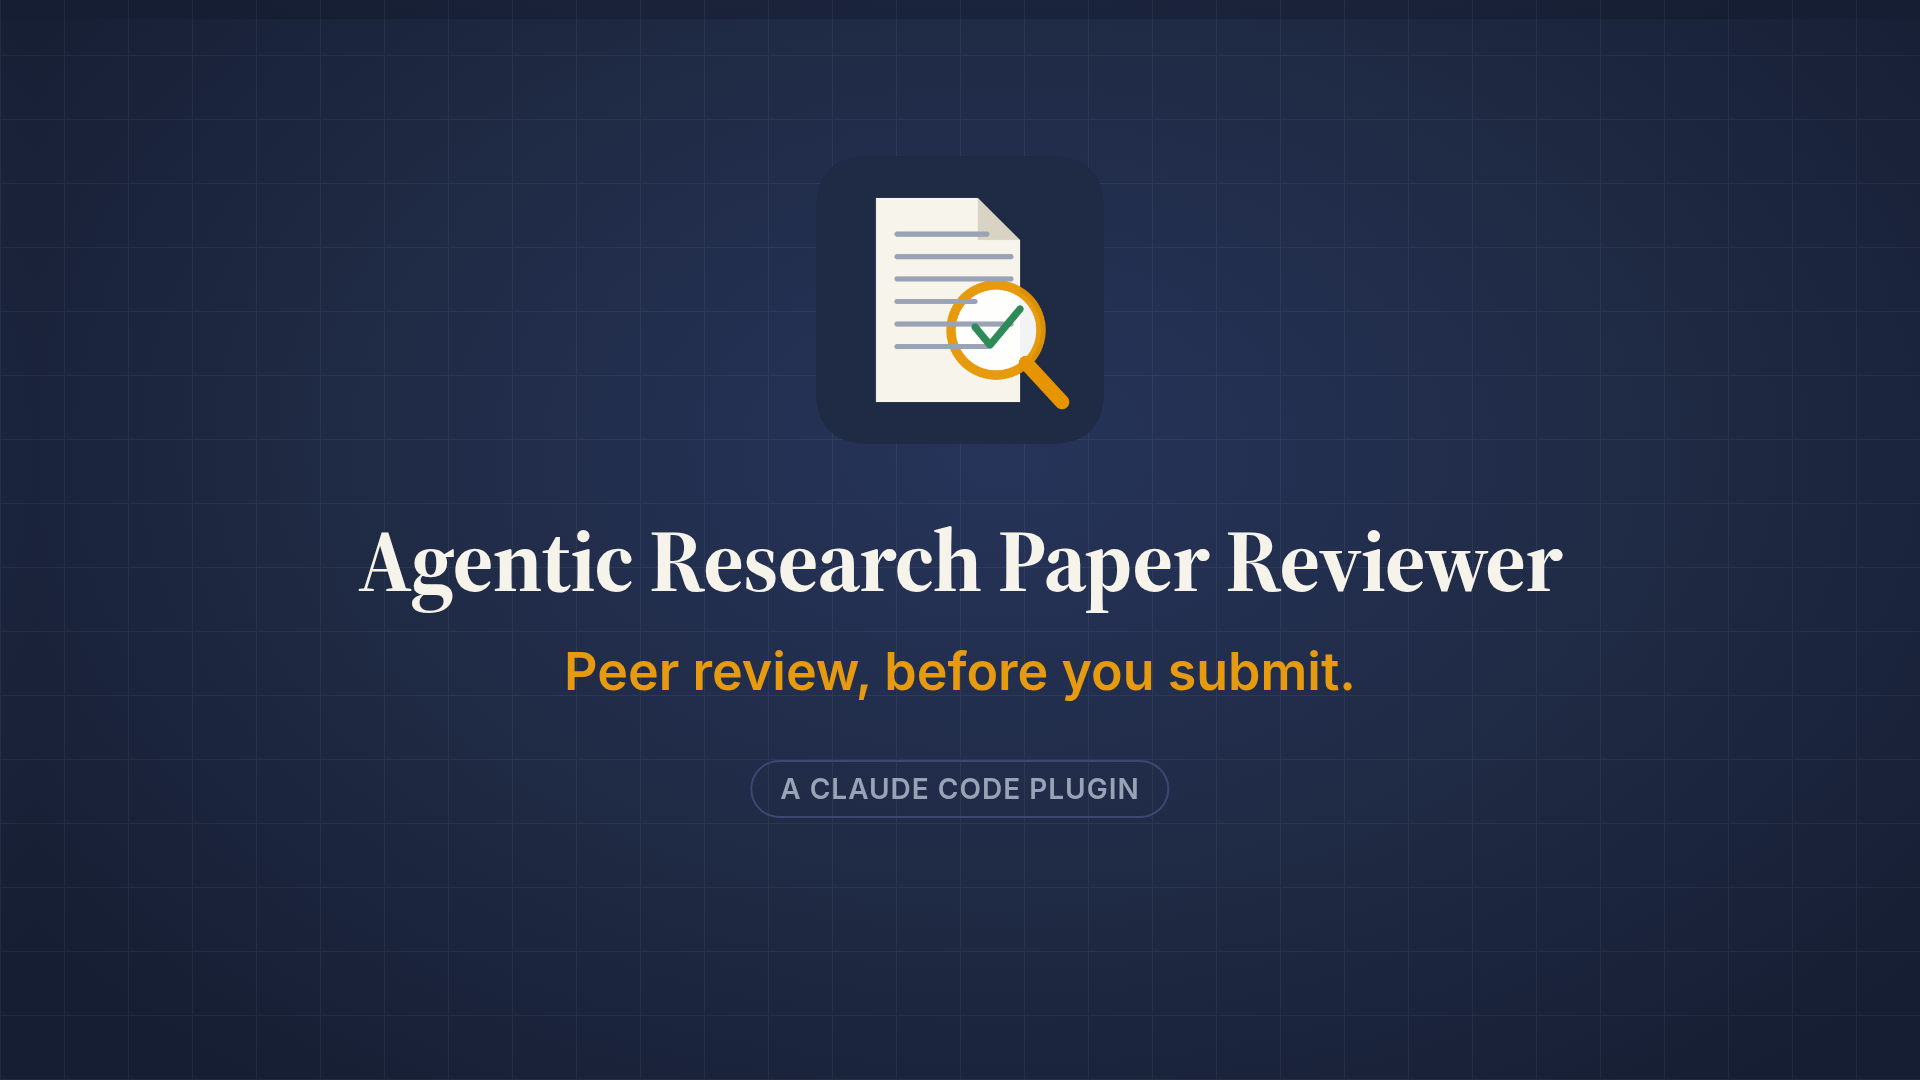 Agentic Research Paper Reviewer
Peer review, before you submit.
A CLAUDE CODE PLUGIN